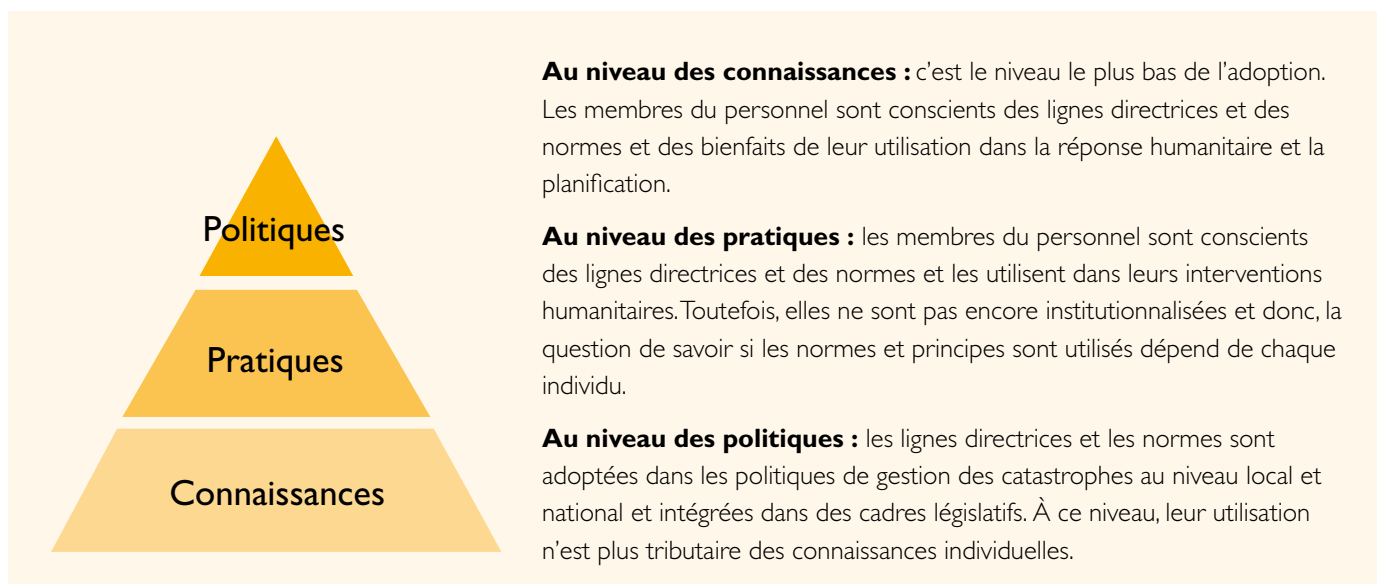 Politiques
Pratiques
Connaissances
Au niveau des connaissances : c’est le niveau le plus bas de l’adoption.
Les membres du personnel sont conscients des lignes directrices et des
normes et des bienfaits de leur utilisation dans la réponse humanitaire et la
planification.
Au niveau des pratiques : les membres du personnel sont conscients
des lignes directrices et des normes et les utilisent dans leurs interventions
humanitaires. Toutefois, elles ne sont pas encore institutionnalisées et donc, la
question de savoir si les normes et principes sont utilisés dépend de chaque
individu.
Au niveau des politiques : les lignes directrices et les normes sont
adoptées dans les politiques de gestion des catastrophes au niveau local et
national et intégrées dans des cadres législatifs. À ce niveau, leur utilisation
n’est plus tributaire des connaissances individuelles.